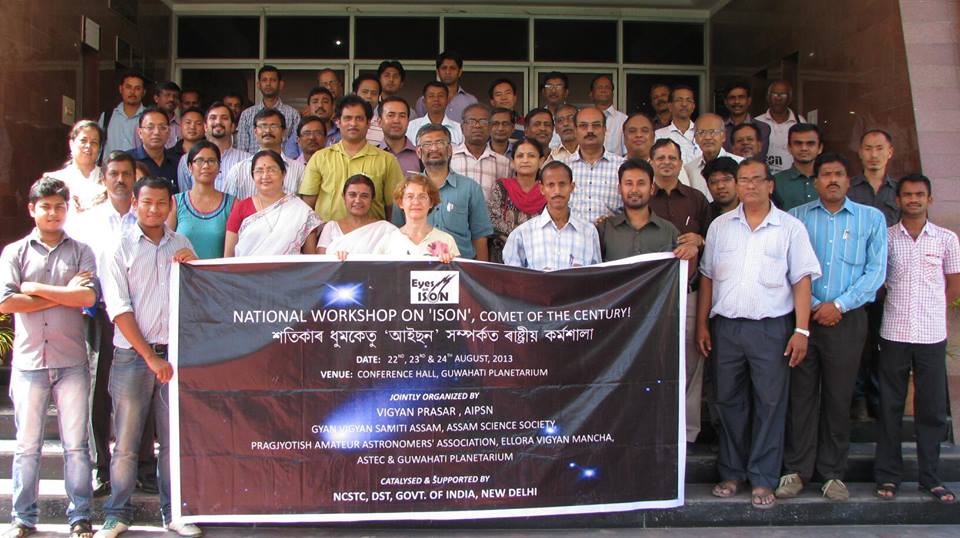 Eyes
on
ISON
NATIONAL WORKSHOP ON 'ISON', COMET OF THE CENTURY!
শতিকাৰ ধুমকেতু 'আইছন' সম্পৰ্কত ৰাষ্ট্ৰীয় কৰ্মশালা
DATE: 22ND, 23RD & 24TH AUGUST, 2013
VENUE: CONFERENCE HALL, GUWAHATI PLANETARIUM
JOINTLY ORGANIZED BY
VIGYAN PRASAR , AIPSN
GYAN VIGYAN SAMITI ASSAM, ASSAM SCIENCE SOCIETY,
PRAGJYOTISH AMATEUR ASTRONOMERS' ASSOCIATION, ELLORA VIGYAN MANCHA,
ASTEC & GUWAHATI PLANETARIUM
CATALYSED & SUPPORTED BY
NCSTC, DST, GOVT. OF INDIA, NEW DELHI